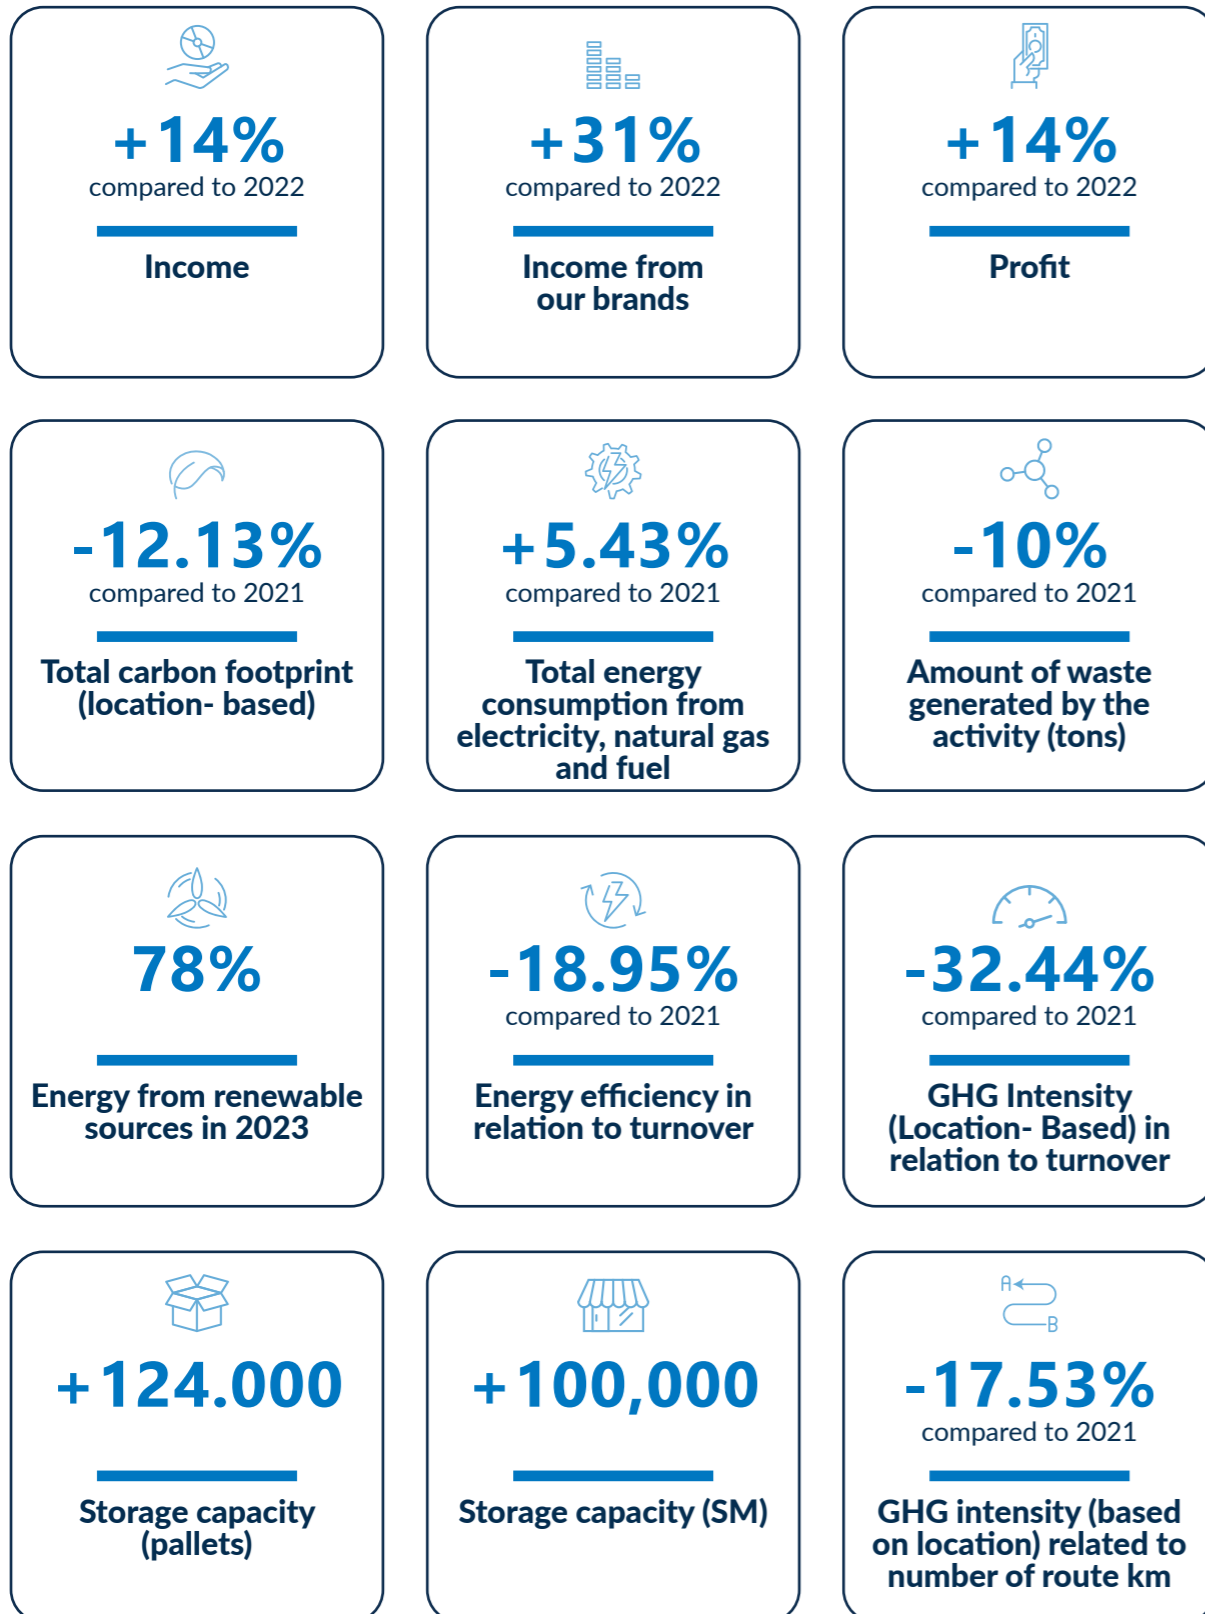 +14%
compared to 2022
Income
+31%
compared to 2022
Income from
our brands
+14%
compared to 2022
Profit
-12.13%
compared to 2021
Total carbon footprint
(location- based)
+5.43%
compared to 2021
Total energy
consumption from
electricity, natural gas
and fuel
-10%
compared to 2021
Amount of waste
generated by the
activity (tons)
78%
Energy from renewable
sources in 2023
-18.95%
compared to 2021
Energy efficiency in
relation to turnover
-32.44%
compared to 2021
GHG Intensity
(Location- Based) in
relation to turnover
+124.000
Storage capacity
(pallets)
+100,000
Storage capacity (SM)
A
B
-17.53%
compared to 2021
GHG intensity (based
on location) related to
number of route km